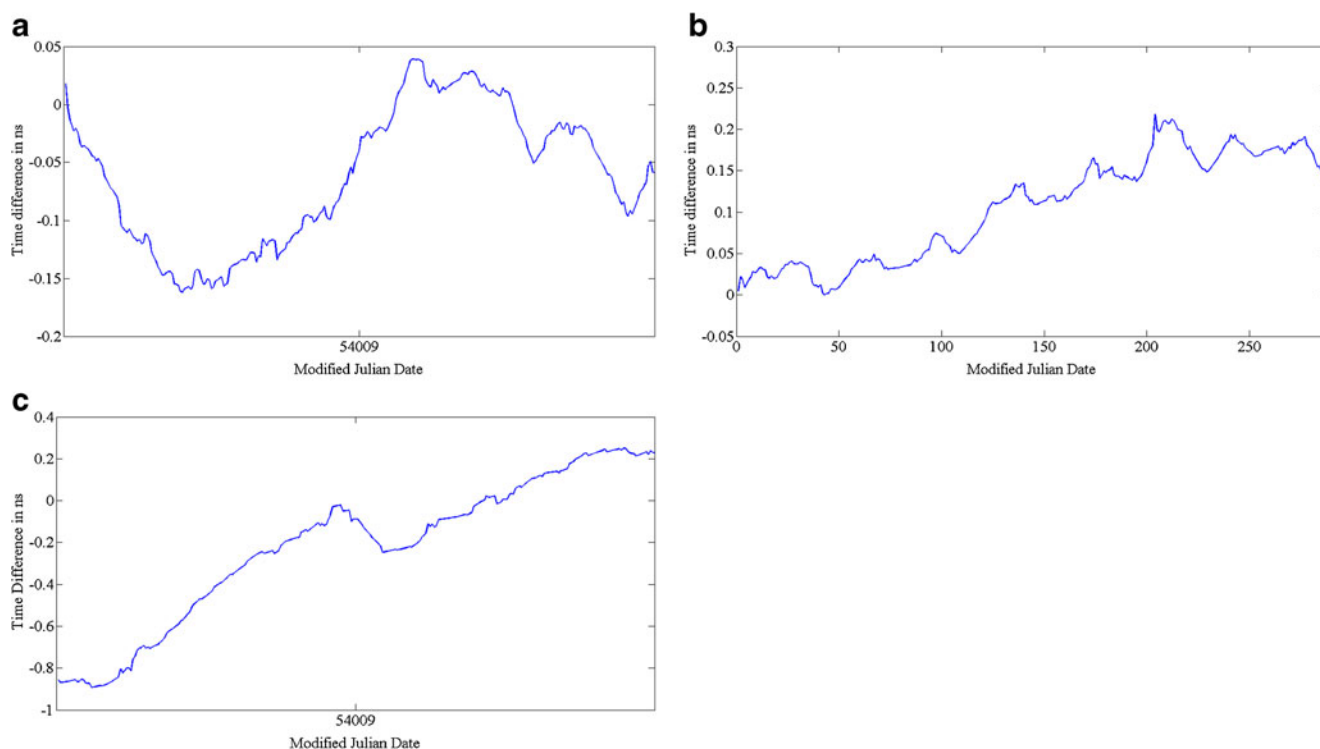 a
0.05
0
-0.05
-0.1
-0.15
-0.2
Time difference in ns
54009
Modified Julian Date
b
0.3
0.25
0.2
0.15
0.1
0.05
0
-0.05
Time difference in ns
0 50 100 150 200 250
Modified Julian Date
c
0.4
0.2
0
-0.2
-0.4
-0.6
-0.8
-1
Time Difference in ns
54009
Modified Julian Date